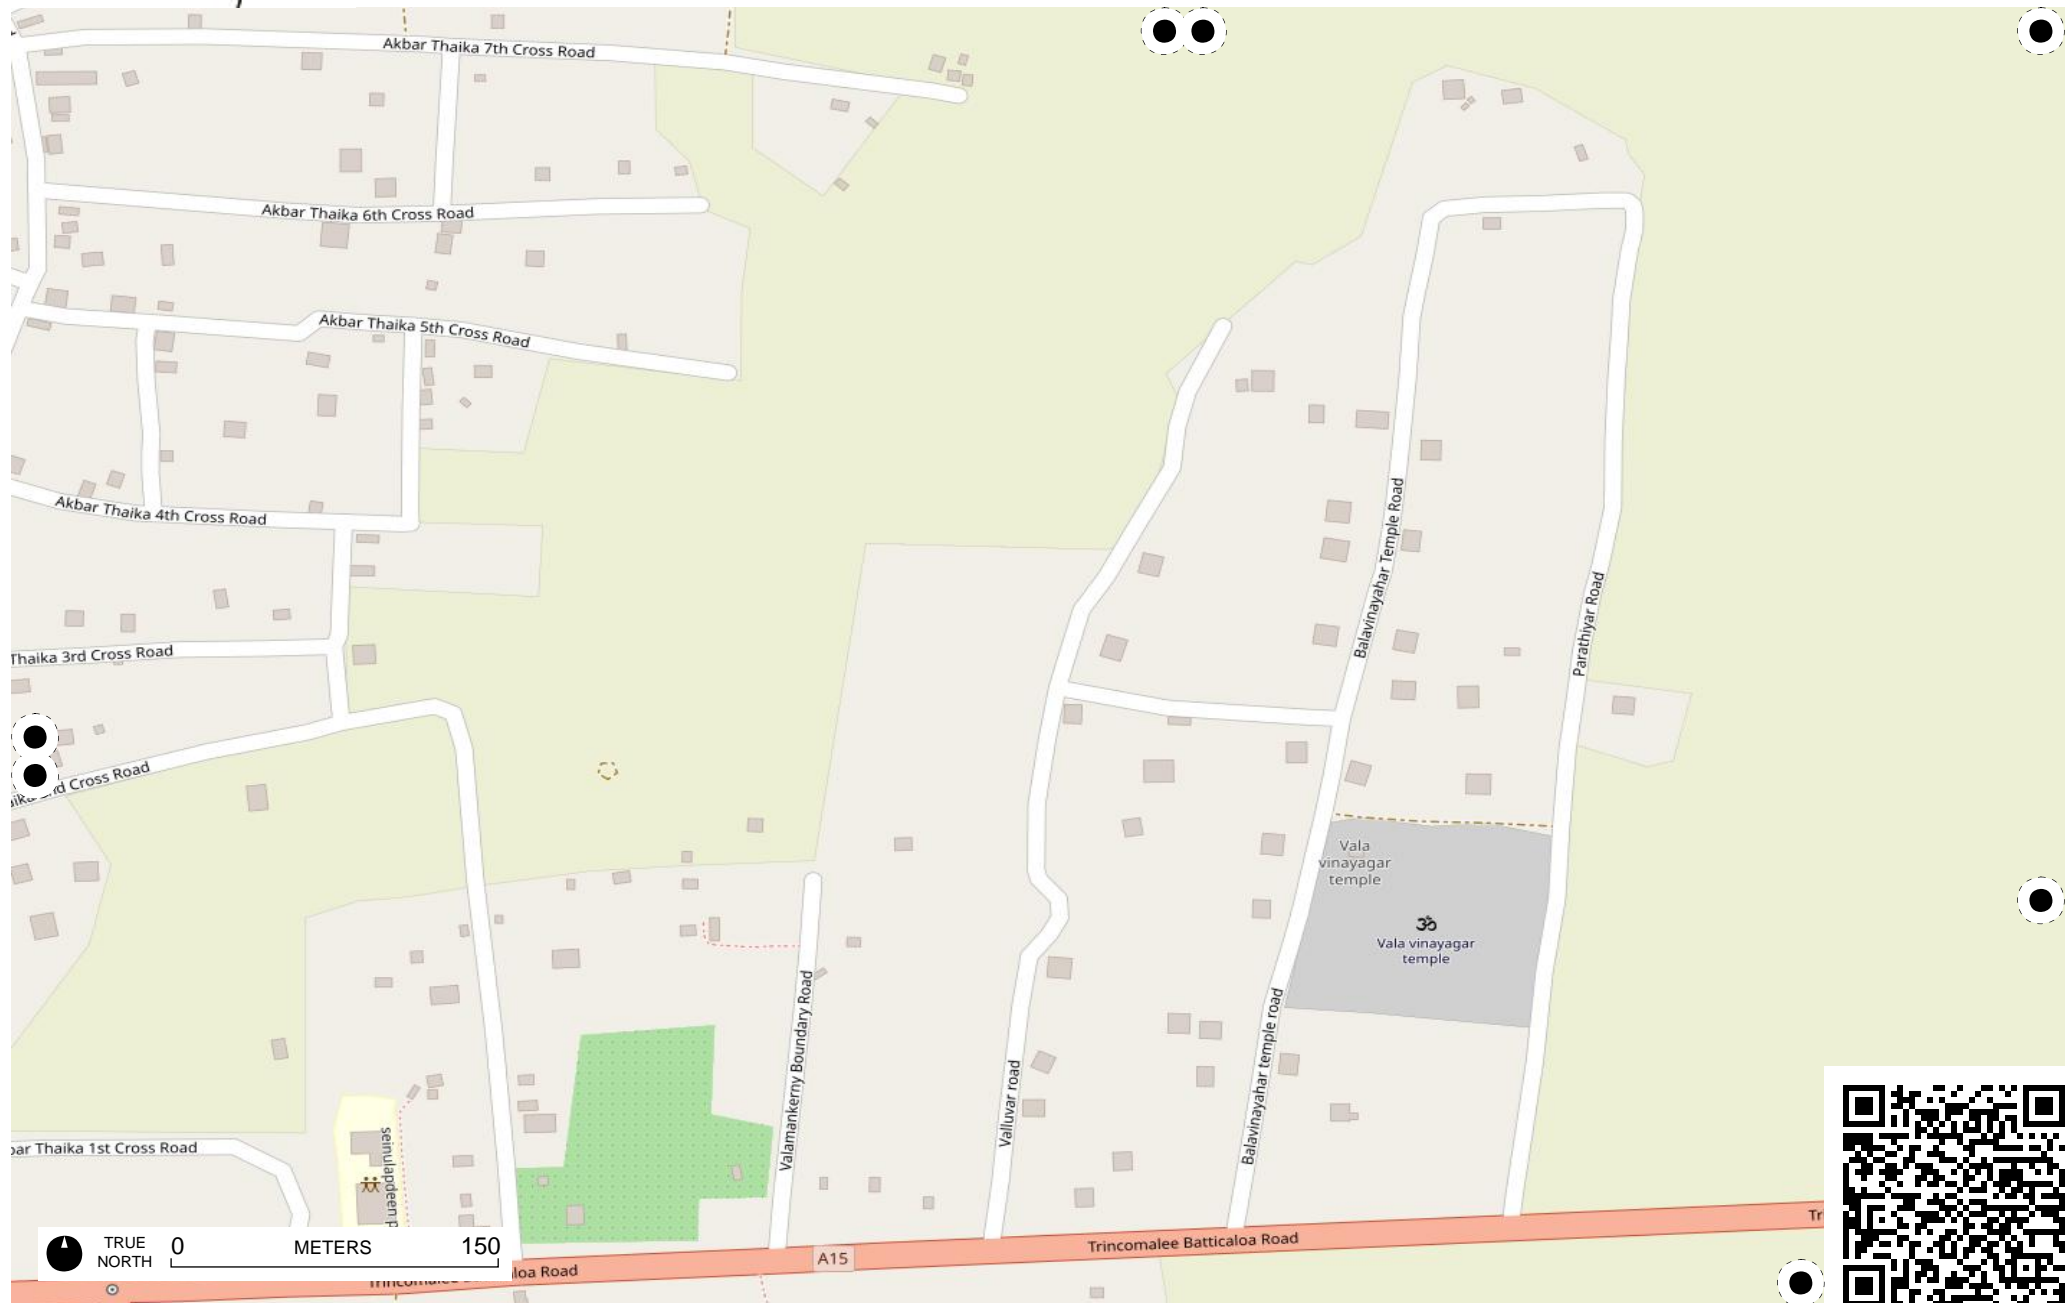 Akbar Thaika 7th Cross Road
Akbar Thaika 6th Cross Road
Akbar Thaika 5th Cross Road
Akbar Thaika 4th Cross Road
Balavinayahar Temple Road
Parathiyar Road
Thaika 3rd Cross Road
Cross Road
Vala
vinayagar
temple
ॐ
Vala vinayagar
temple
Valamankerny Boundary Road
Balavinayahar temple road
Valluvar road
Thaika 1st Cross Road
seinulapdeen
TRUE
NORTH
0
METERS
150
Trincomalee Batticaloa Road
A15
Road